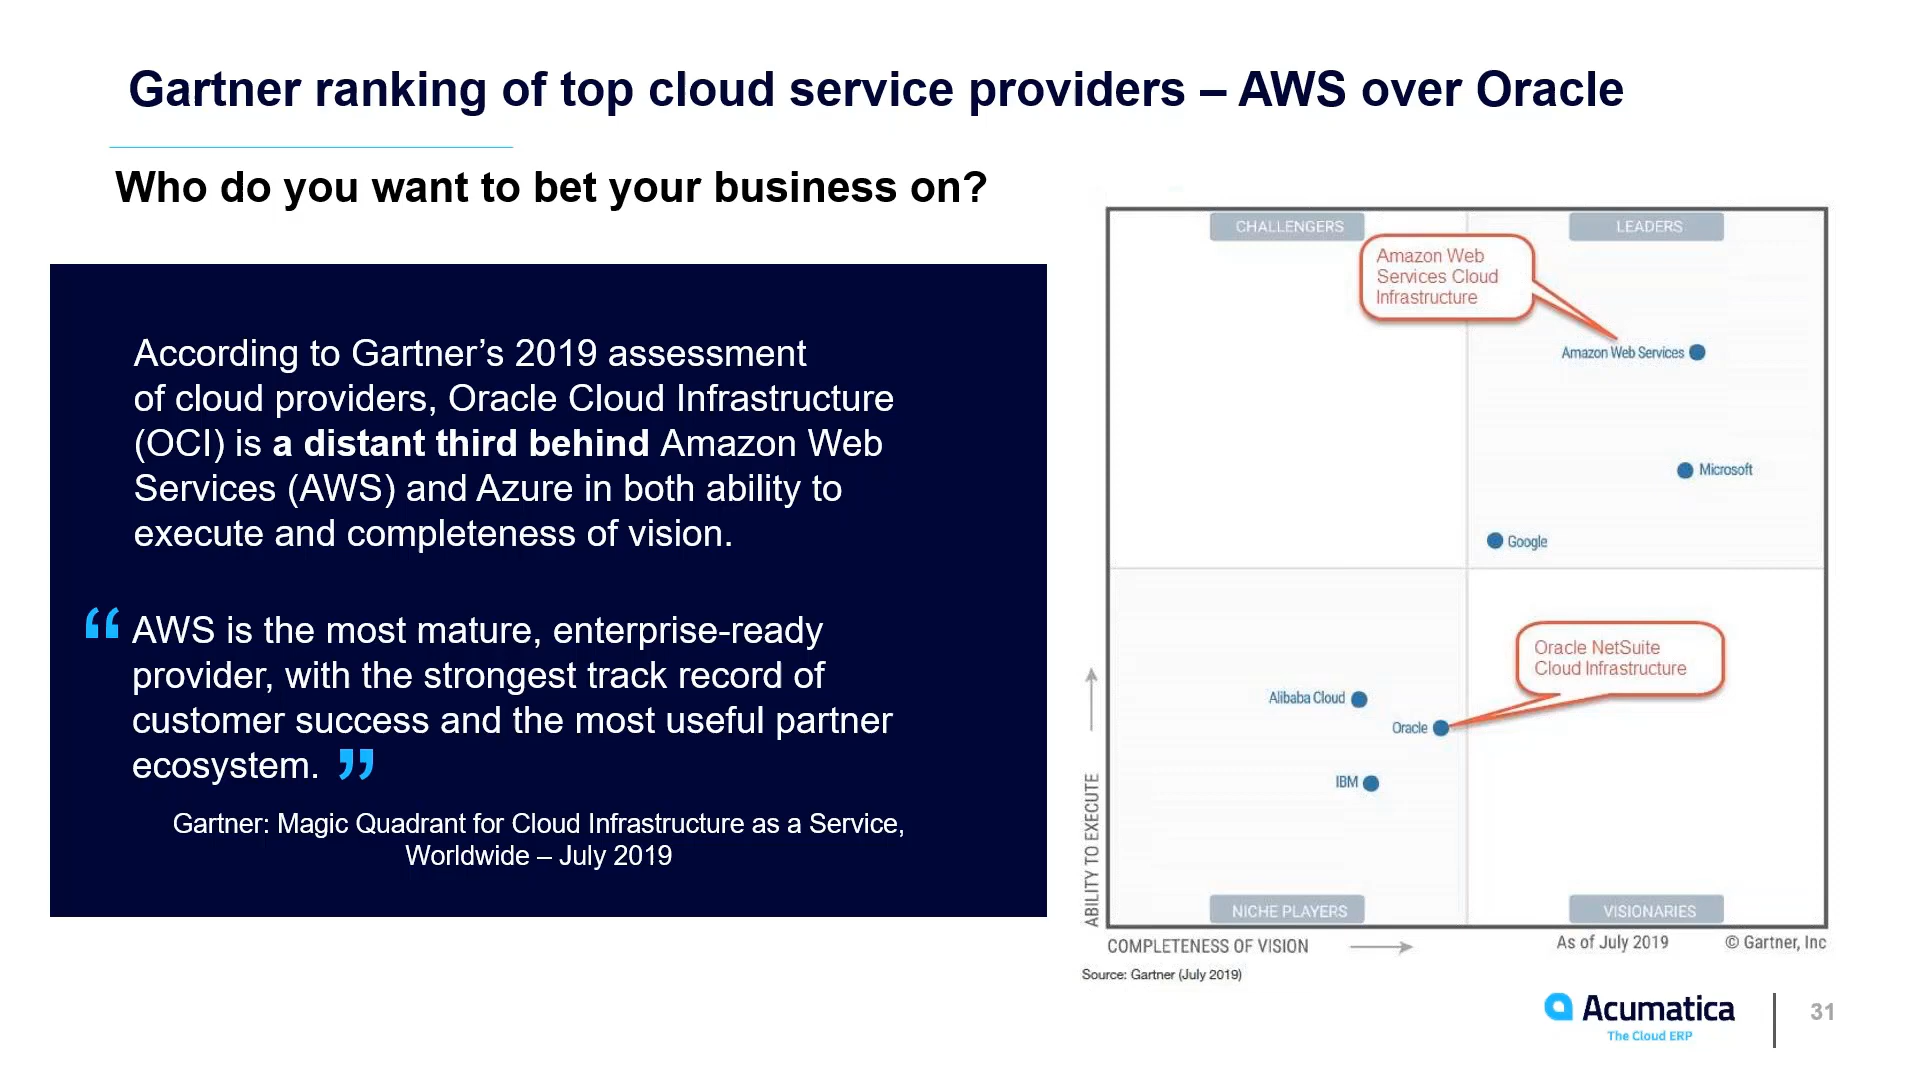 Gartner ranking of top cloud service providers – AWS over Oracle
Who do you want to bet your business on?
According to Gartner’s 2019 assessment
of cloud providers, Oracle Cloud Infrastructure
(OCI) is a distant third behind Amazon Web
Services (AWS) and Azure in both ability to
execute and completeness of vision.
“ AWS is the most mature, enterprise-ready
provider, with the strongest track record of
customer success and the most useful partner
ecosystem. ”
Gartner: Magic Quadrant for Cloud Infrastructure as a Service,
Worldwide – July 2019
CHALLENGERS
LEADERS
Amazon Web
Services Cloud
Infrastructure
Amazon Web Services
Microsoft
Google
Oracle NetSuite
Cloud Infrastructure
Alibaba Cloud
Oracle
IBM
NICHE PLAYERS
VISIONARIES
ABILITY TO EXECUTE
COMPLETENESS OF VISION
As of July 2019
© Gartner, Inc
Source: Gartner (July 2019)
Acumatica
The Cloud ERP
31